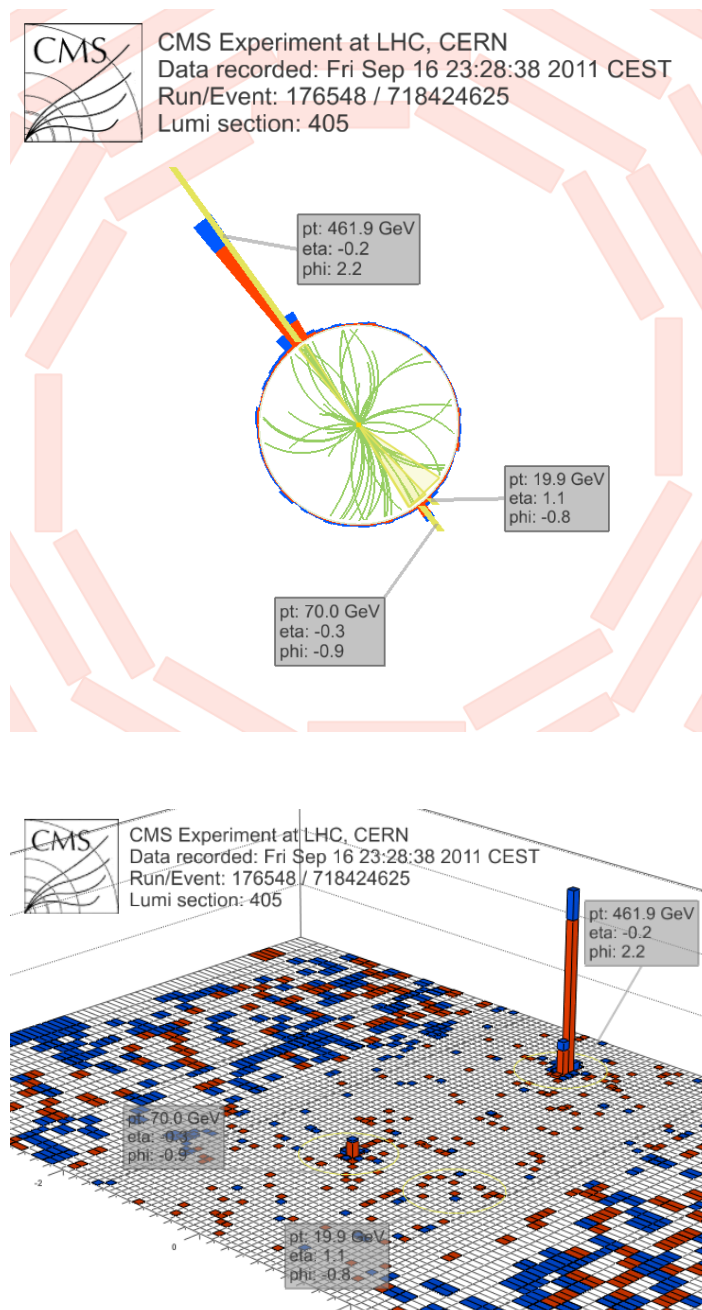 CMS
CMS Experiment at LHC, CERN
Data recorded: Fri Sep 16 23:28:38 2011 CEST
Run/Event: 176548 / 718424625
Lumi section: 405
pt: 461.9 GeV
eta: -0.2
phi: 2.2
pt: 19.9 GeV
eta: 1.1
phi: -0.8
pt: 70.0 GeV
eta: -0.3
phi: -0.9
CMS
CMS Experiment at LHC, CERN
Data recorded: Fri Sep 16 23:28:38 2011 CEST
Run/Event: 176548 / 718424625
Lumi section: 405
pt: 461.9 GeV
eta: -0.2
phi: 2.2
pt: 70.0 GeV
eta: -0.3
phi: -0.9
-2
0
pt: 19.9 GeV
eta: 1.1
phi: -0.8